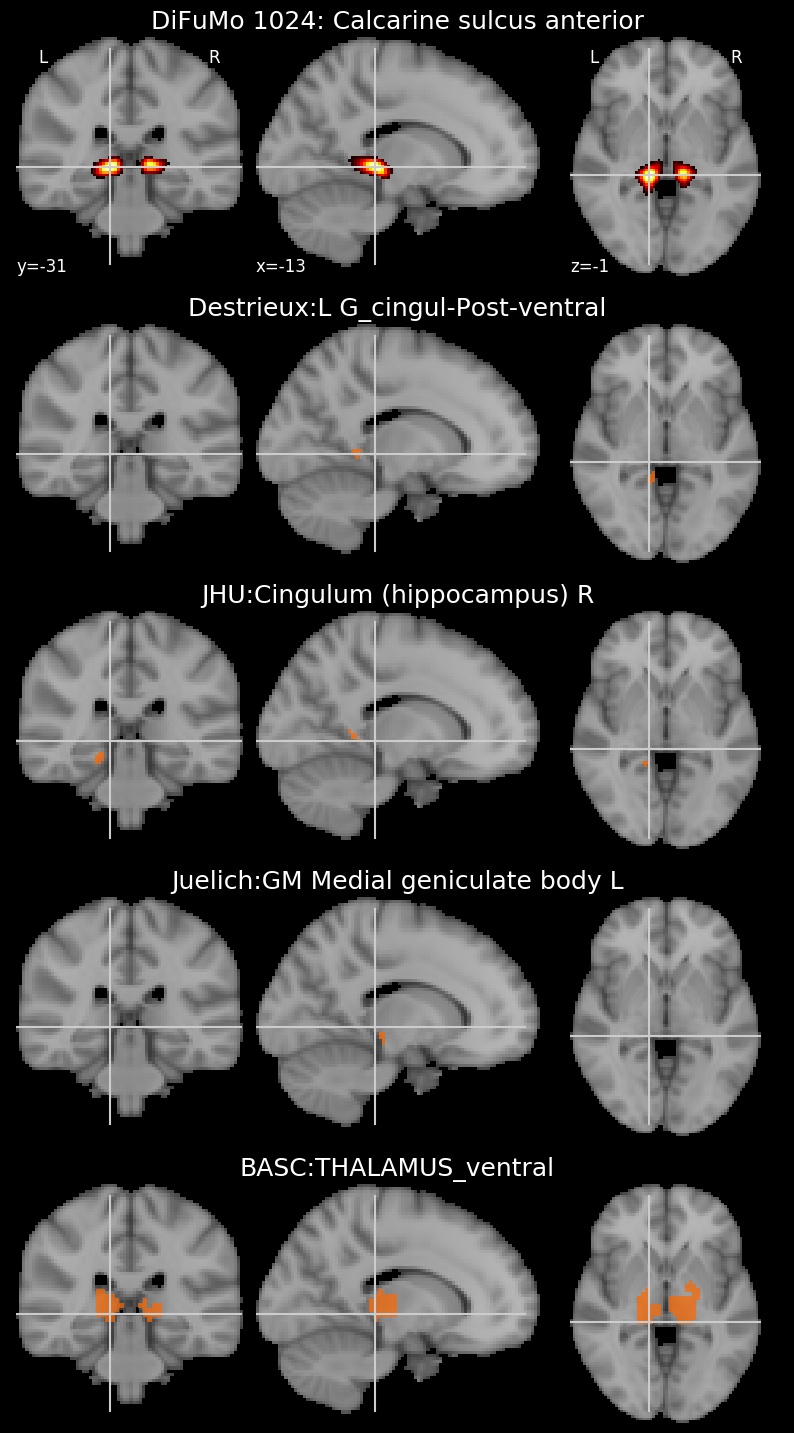 DiFuMo 1024: Calcarine sulcus anterior
L R L R
y=-31 x=-13 z=-1
Destrieux:L G_cingul-Post-ventral
JHU:Cingulum (hippocampus) R
Juelich:GM Medial geniculate body L
BASC:THALAMUS_ventral